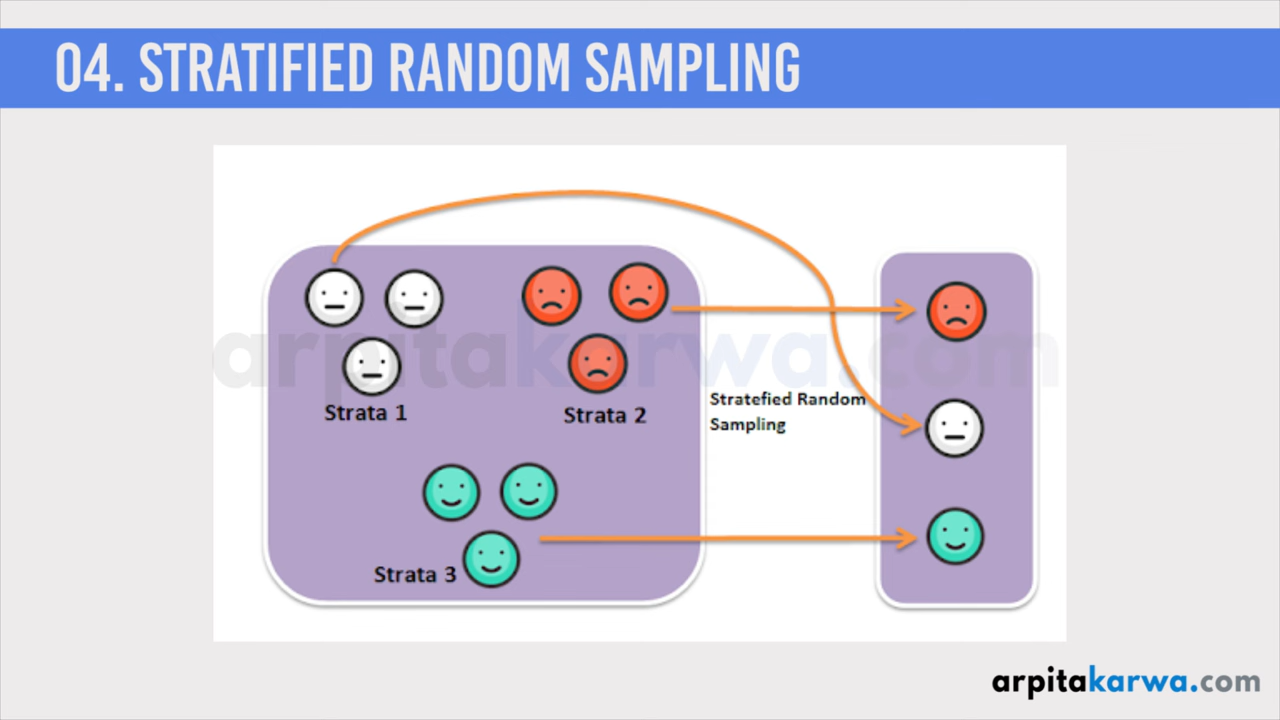 04. STRATIFIED RANDOM SAMPLING
Strata 1
Strata 2
Stratefied Random
Sampling
Strata 3
arpitakarwa.com
arpitakarwa.com